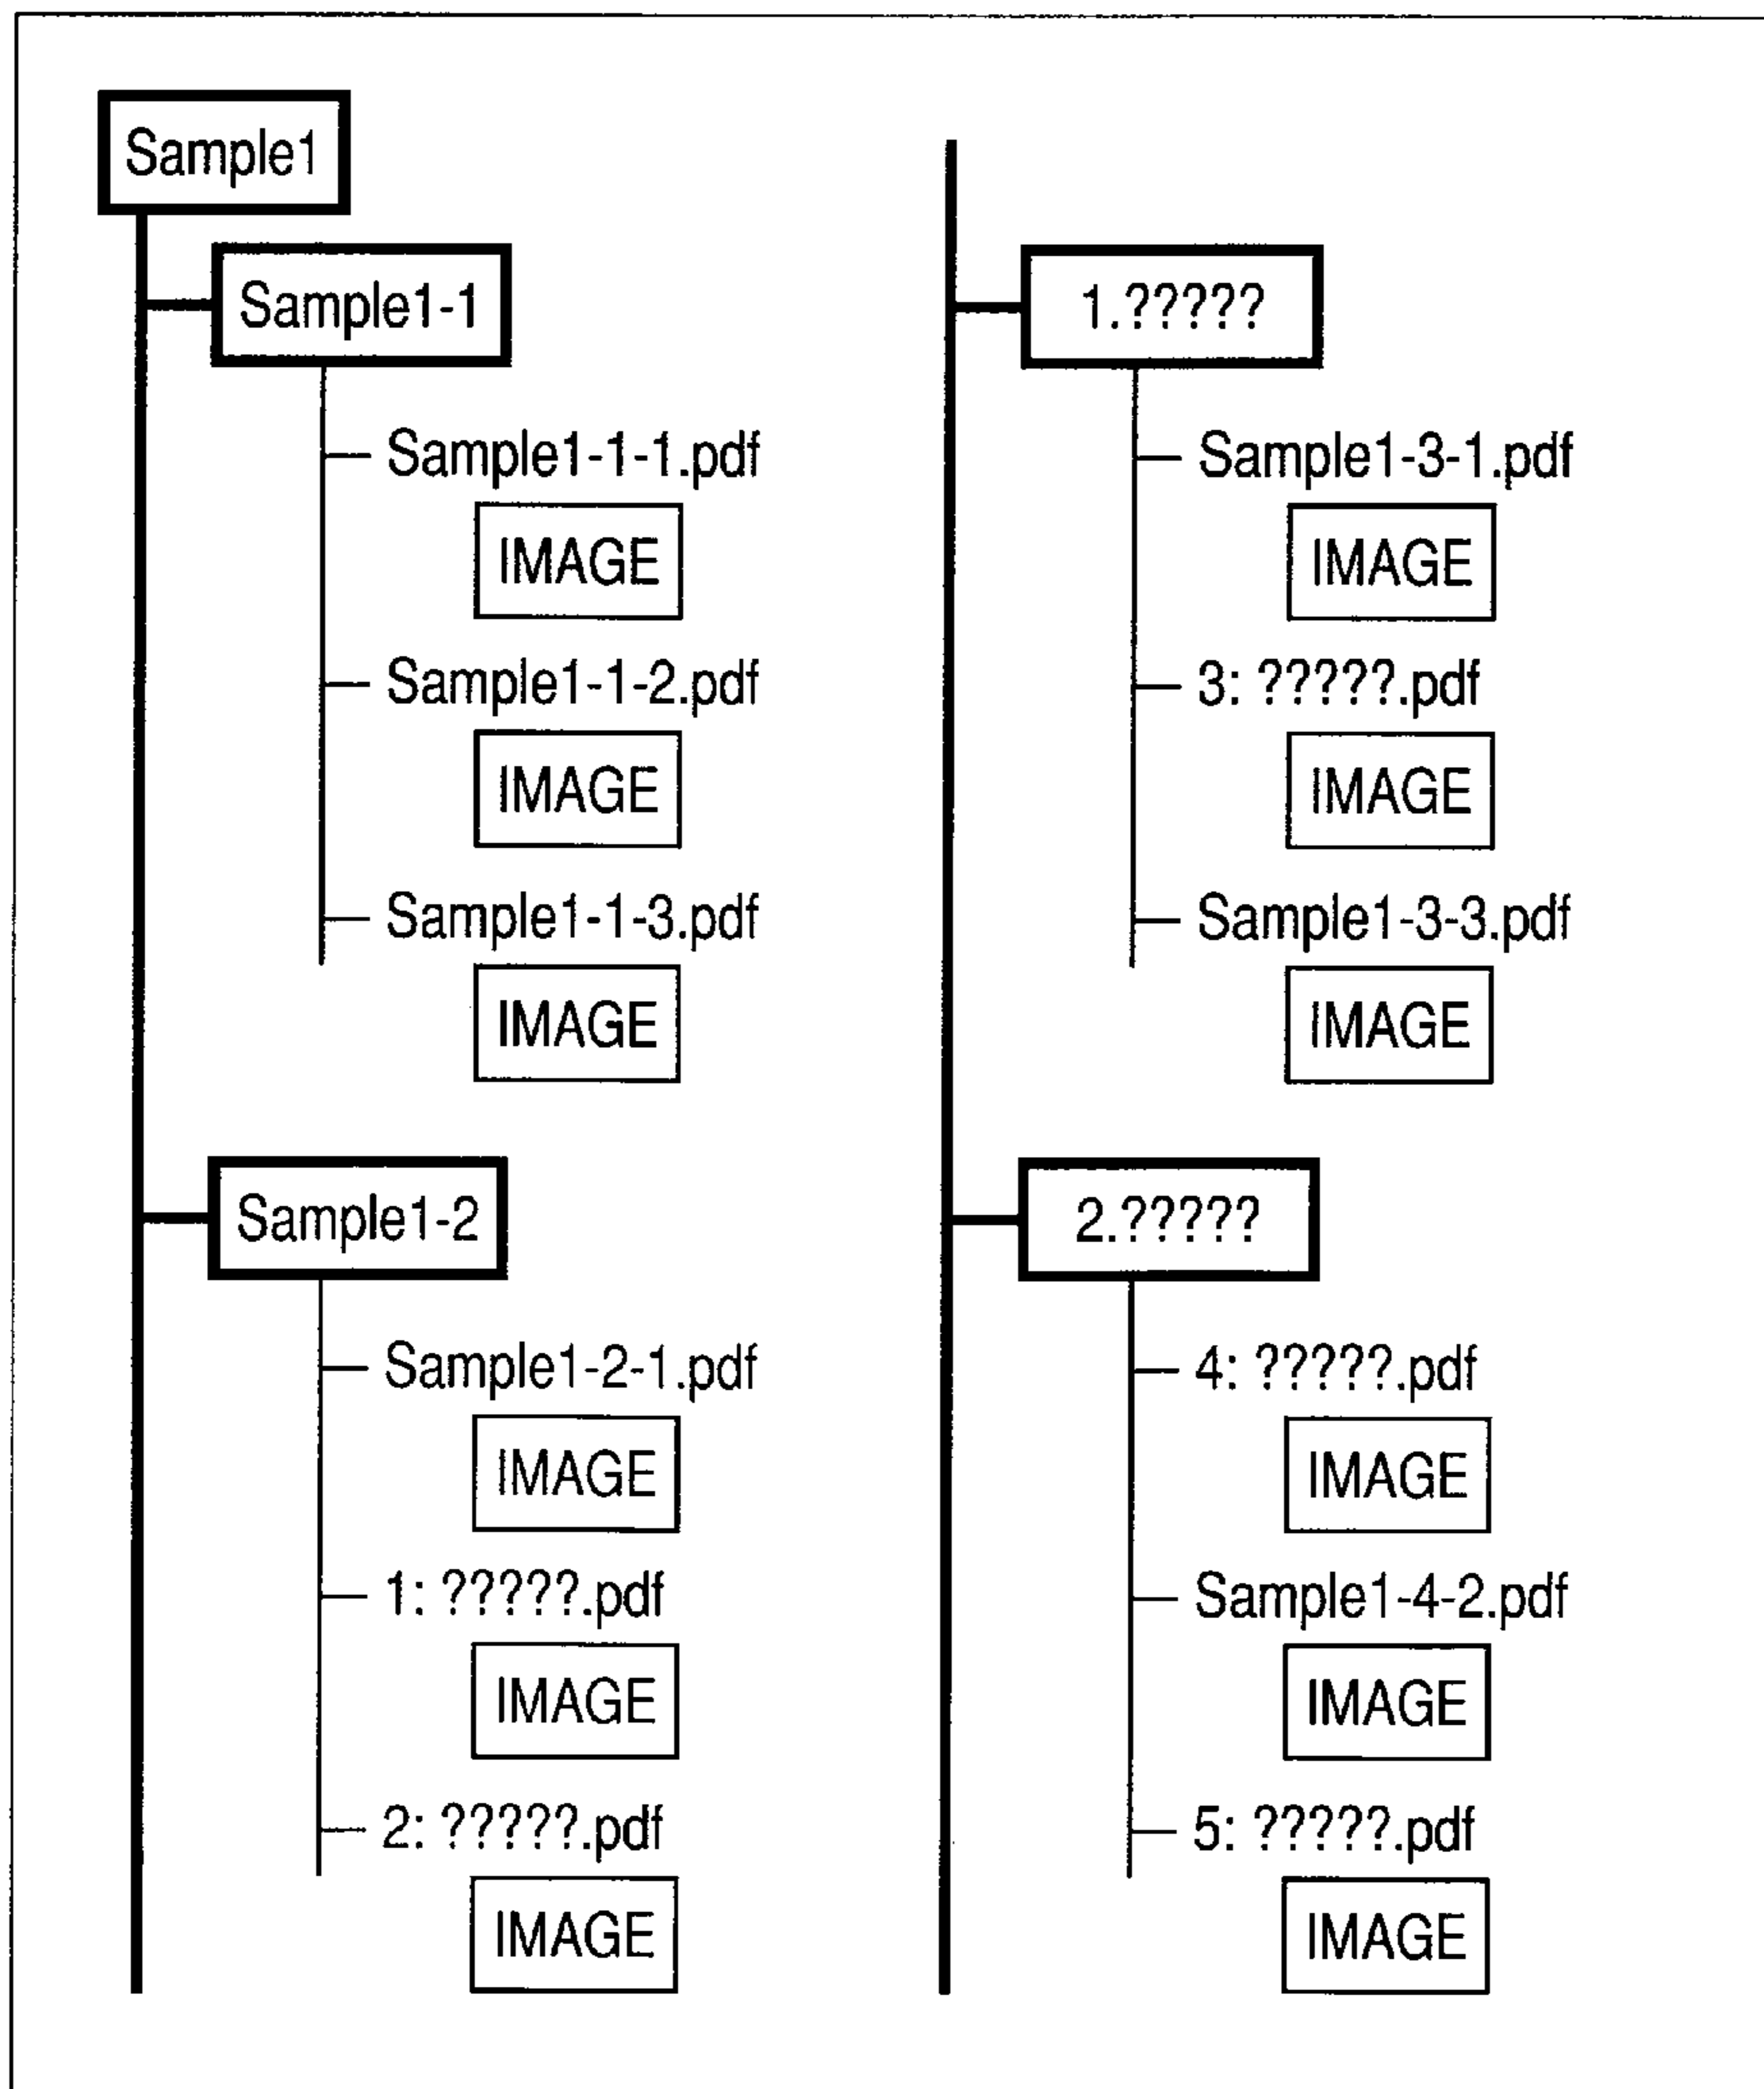 Sample1
Sample1-1
Sample1-1-1.pdf
IMAGE
Sample1-1-2.pdf
IMAGE
Sample1-1-3.pdf
IMAGE
Sample1-2
Sample1-2-1.pdf
IMAGE
1: ?????.pdf
IMAGE
2: ?????.pdf
IMAGE
1.?????
Sample1-3-1.pdf
IMAGE
3: ?????.pdf
IMAGE
Sample1-3-3.pdf
IMAGE
2.?????
4: ?????.pdf
IMAGE
Sample1-4-2.pdf
IMAGE
5: ?????.pdf
IMAGE